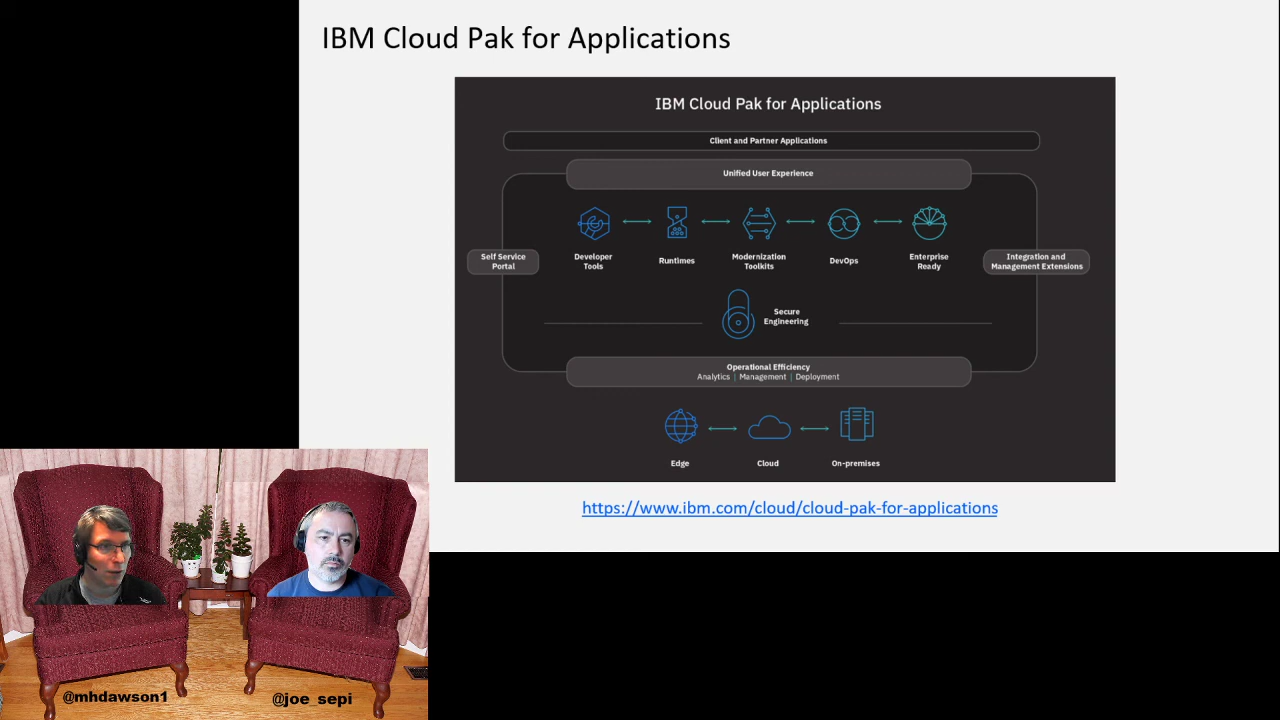 IBM Cloud Pak for Applications
IBM Cloud Pak for Applications
Client and Partner Applications
Unified User Experience
Self Service
Portal
Developer
Tools
Runtimes
Modernization
Toolkits
DevOps
Enterprise
Ready
Integration and
Management Extensions
Secure
Engineering
Operational Efficiency
Analytics | Management | Deployment
Edge
Cloud
On-premises
https://www.ibm.com/cloud/cloud-pak-for-applications
@mhdawson1
@joe_sepi